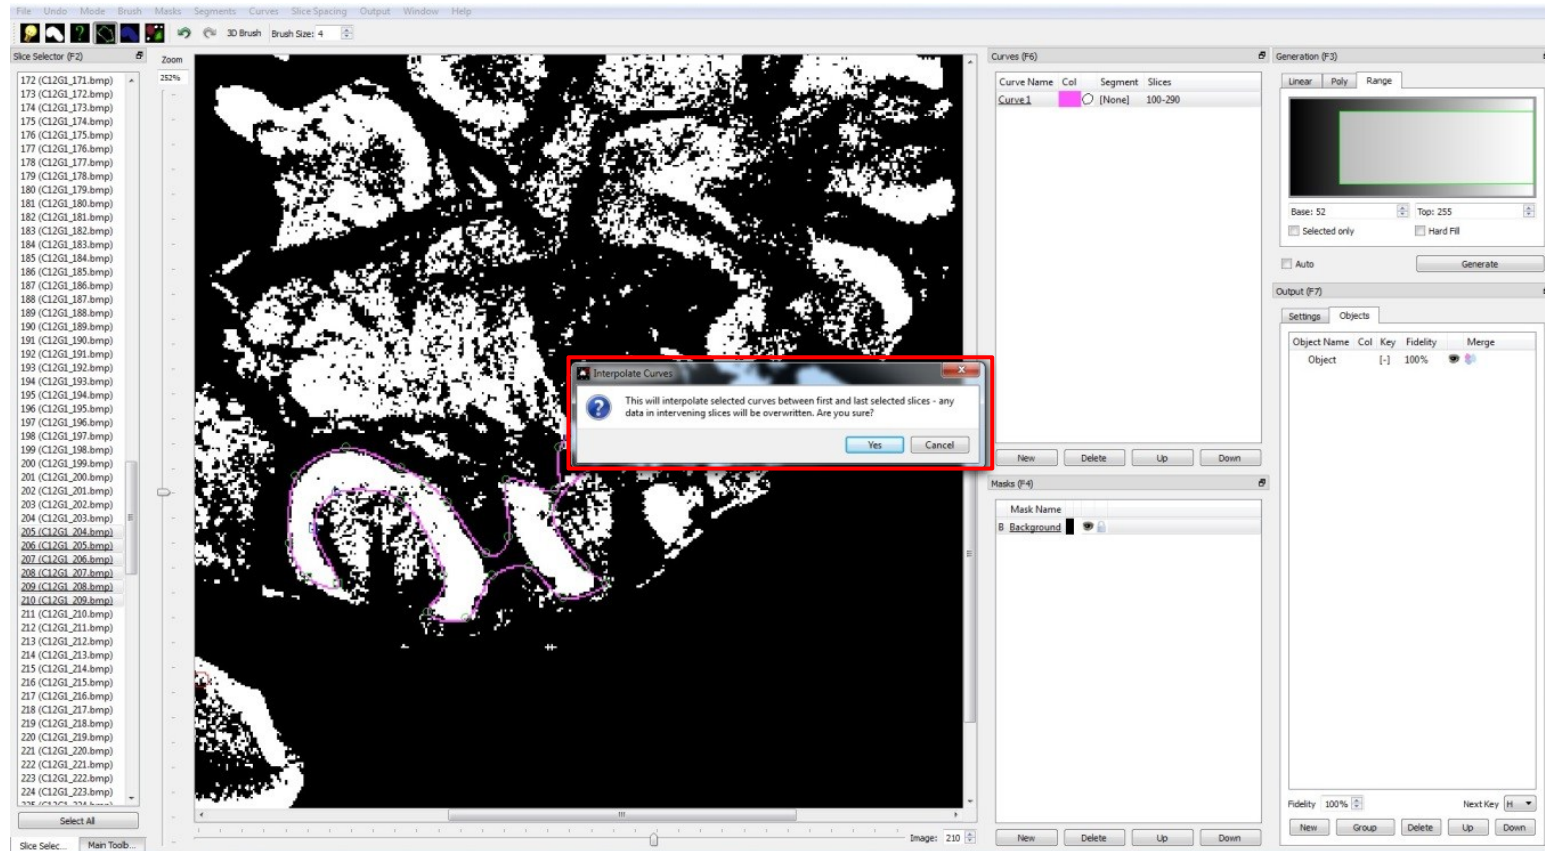 File Undo Mode Brush Masks Segments Curves Slice Spacing Output Window Help
3D Brush Brush Size: 4
Slice Selector (F2)
172 (C12G1_171.bmp)
173 (C12G1_172.bmp)
174 (C12G1_173.bmp)
175 (C12G1_174.bmp)
176 (C12G1_175.bmp)
177 (C12G1_176.bmp)
178 (C12G1_177.bmp)
179 (C12G1_178.bmp)
180 (C12G1_179.bmp)
181 (C12G1_180.bmp)
182 (C12G1_181.bmp)
183 (C12G1_182.bmp)
184 (C12G1_183.bmp)
185 (C12G1_184.bmp)
186 (C12G1_185.bmp)
187 (C12G1_186.bmp)
188 (C12G1_187.bmp)
189 (C12G1_188.bmp)
190 (C12G1_189.bmp)
191 (C12G1_190.bmp)
192 (C12G1_191.bmp)
193 (C12G1_192.bmp)
194 (C12G1_193.bmp)
195 (C12G1_194.bmp)
196 (C12G1_195.bmp)
197 (C12G1_196.bmp)
198 (C12G1_197.bmp)
199 (C12G1_198.bmp)
200 (C12G1_199.bmp)
201 (C12G1_200.bmp)
202 (C12G1_201.bmp)
203 (C12G1_202.bmp)
204 (C12G1_203.bmp)
205 (C12G1_204.bmp)
206 (C12G1_205.bmp)
207 (C12G1_206.bmp)
208 (C12G1_207.bmp)
209 (C12G1_208.bmp)
210 (C12G1_209.bmp)
211 (C12G1_210.bmp)
212 (C12G1_211.bmp)
213 (C12G1_212.bmp)
214 (C12G1_213.bmp)
215 (C12G1_214.bmp)
216 (C12G1_215.bmp)
217 (C12G1_216.bmp)
218 (C12G1_217.bmp)
219 (C12G1_218.bmp)
220 (C12G1_219.bmp)
221 (C12G1_220.bmp)
222 (C12G1_221.bmp)
223 (C12G1_222.bmp)
224 (C12G1_223.bmp)
Select All
Slice Selec... Main Toolb...
Zoom
252%
Interpolate Curves
This will interpolate selected curves between first and last selected slices - any
data in intervening slices will be overwritten. Are you sure?
Yes Cancel
Image: 210
Curves (F6)
Curve Name Col Segment Slices
Curve1 [None] 100-290
New Delete Up Down
Masks (F4)
Mask Name
B Background
New Delete Up Down
Generation (F3)
Linear Poly Range
Base: 52 Top: 255
Selected only Hard Fill
Auto Generate
Output (F7)
Settings Objects
Object Name Col Key Fidelity Merge
Object [-] 100%
Fidelity 100% Next Key H
New Group Delete Up Down